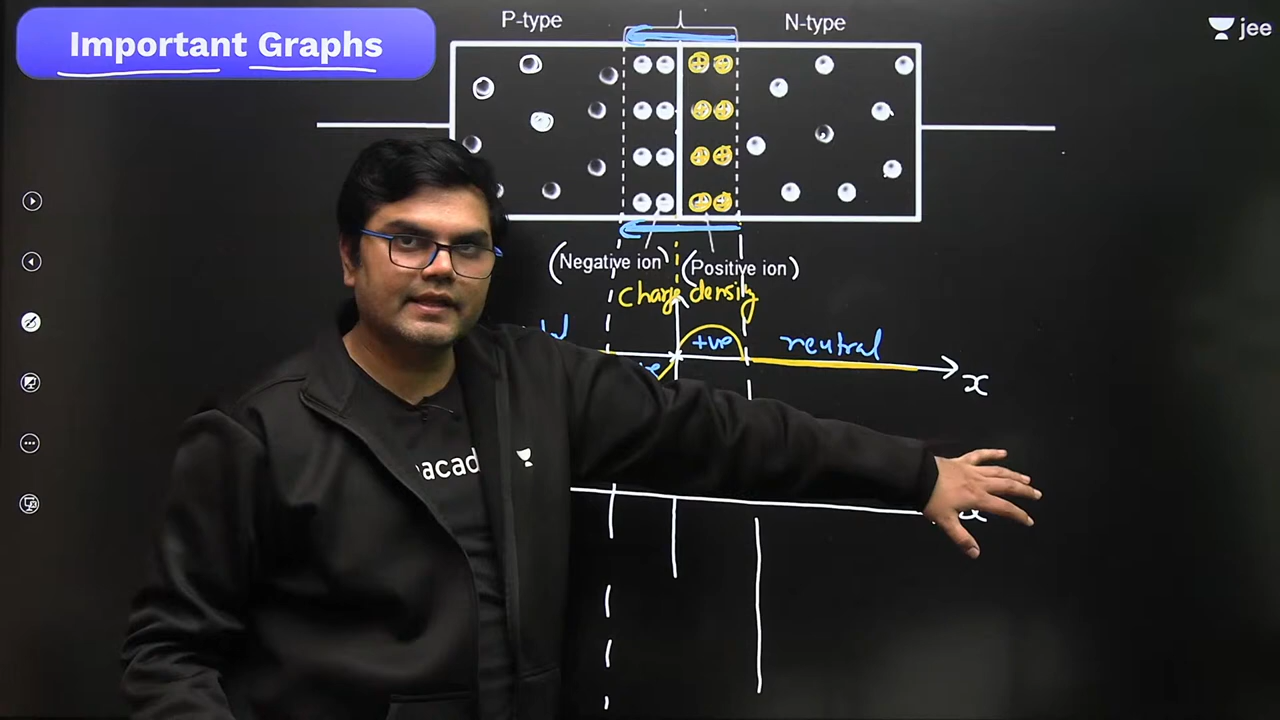 Important Graphs
P-type
N-type
jee
(Negative ion)
(Positive ion)
Charge density
+ve
neutral
x
acad
x